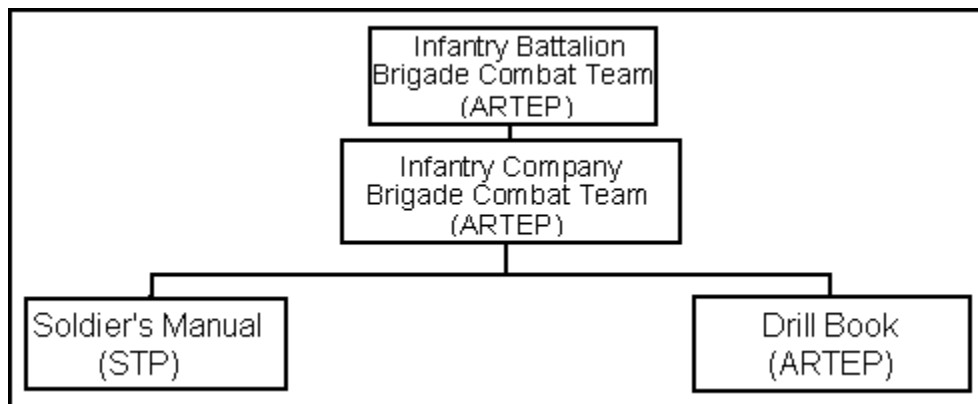 Infantry Battalion
Brigade Combat Team
(ARTEP)
Infantry Company
Brigade Combat Team
(ARTEP)
Soldier's Manual
(STP)
Drill Book
(ARTEP)